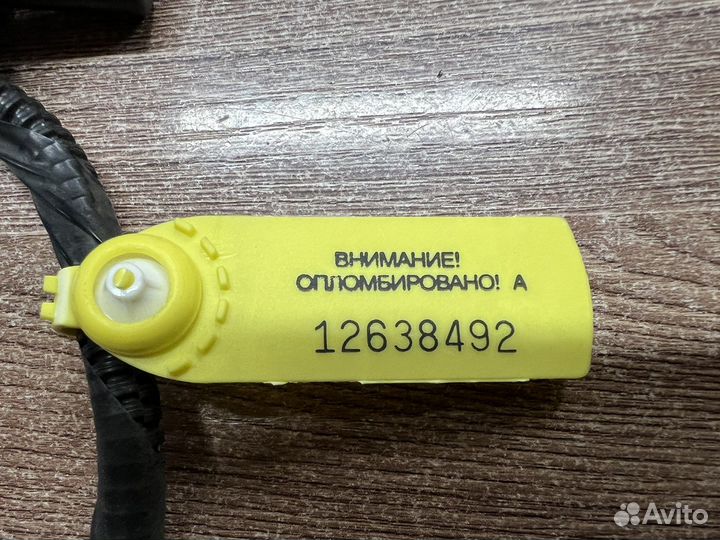 ВНИМАНИЕ!
ОПЛОМБИРОВАНО! А
12638492
Avito